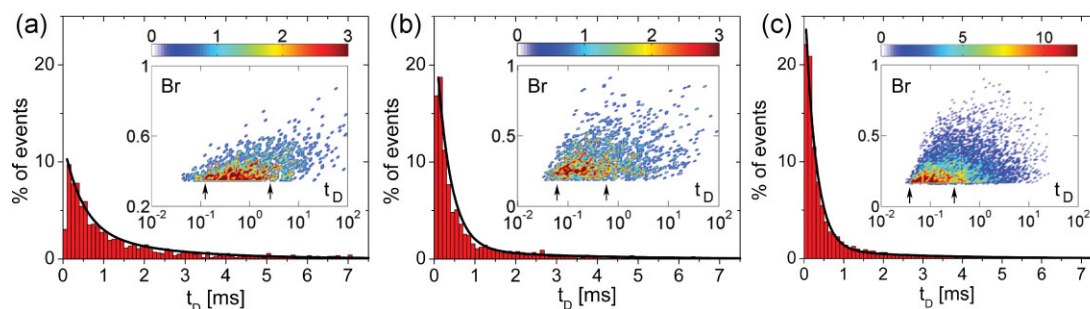 (a)
0 1 2 3
% of events
20
10
0
Br
1
0.6
0.2
t_D
10^-2 10^-1 10^0 10^1 10^2
0 1 2 3 4 5 6 7
t_D [ms]
(b)
0 1 2 3
% of events
20
10
0
Br
1
0.5
0
t_D
10^-2 10^-1 10^0 10^1 10^2
0 1 2 3 4 5 6 7
t_D [ms]
(c)
0 5 10
% of events
20
10
0
Br
1
0.5
0
t_D
10^-2 10^-1 10^0 10^1 10^2
0 1 2 3 4 5 6 7
t_D [ms]